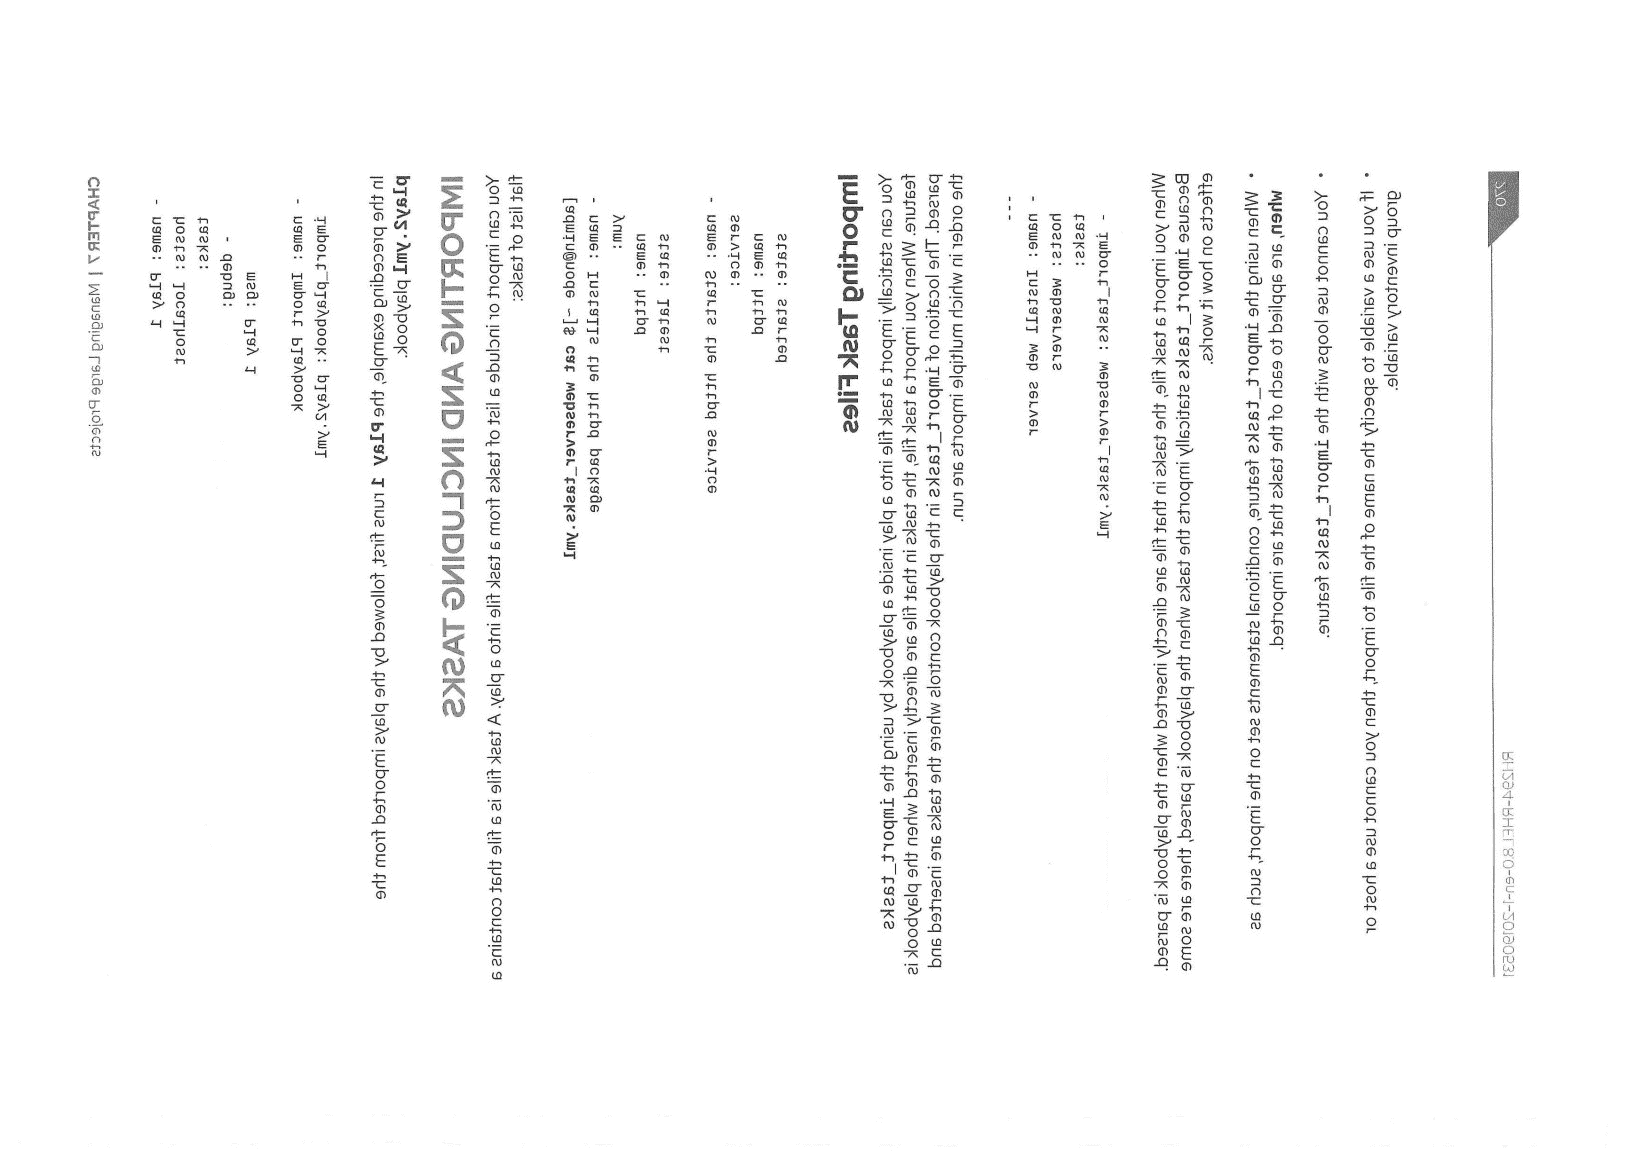 CHAPTER 7 | Managing Large Projects
- name: Play 1
hosts: localhost
tasks:
- debug:
msg: Play 1
- name: Import Playbook
import_playbook: play2.yml
In the preceding example, the Play 1 runs first, followed by the plays imported from the
play2.yml playbook.
IMPORTING AND INCLUDING TASKS
You can import or include a list of tasks from a task file into a play. A task file is a file that contains a
flat list of tasks:
[admin@node ~]$ cat webserver_tasks.yml
- name: Installs the httpd package
yum:
name: httpd
state: latest
- name: Starts the httpd service
service:
name: httpd
state: started
Importing Task Files
You can statically import a task file into a play inside a playbook by using the import_tasks
feature. When you import a task file, the tasks in that file are directly inserted when the playbook is
parsed. The location of import_tasks in the playbook controls where the tasks are inserted and
the order in which multiple imports are run.
---
- name: Install web server
hosts: webservers
tasks:
- import_tasks: webserver_tasks.yml
When you import a task file, the tasks in that file are directly inserted when the playbook is parsed.
Because import_tasks statically imports the tasks when the playbook is parsed, there are some
effects on how it works.
• When using the import_tasks feature, conditional statements set on the import, such as
when, are applied to each of the tasks that are imported.
• You cannot use loops with the import_tasks feature.
• If you use a variable to specify the name of the file to import, then you cannot use a host or
group inventory variable.
220
RH294-RHEL8.0-en-1-20190531